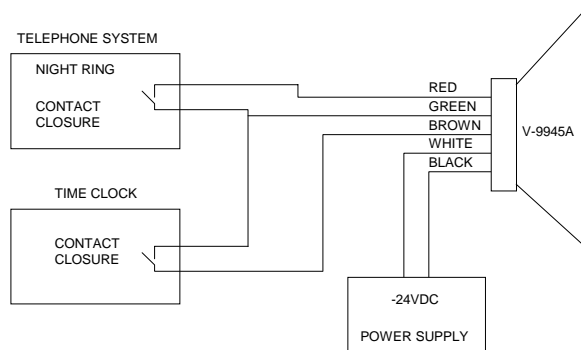 TELEPHONE SYSTEM
NIGHT RING
CONTACT
CLOSURE
RED
GREEN
BROWN
WHITE
BLACK
V-9945A
TIME CLOCK
CONTACT
CLOSURE
-24VDC
POWER SUPPLY